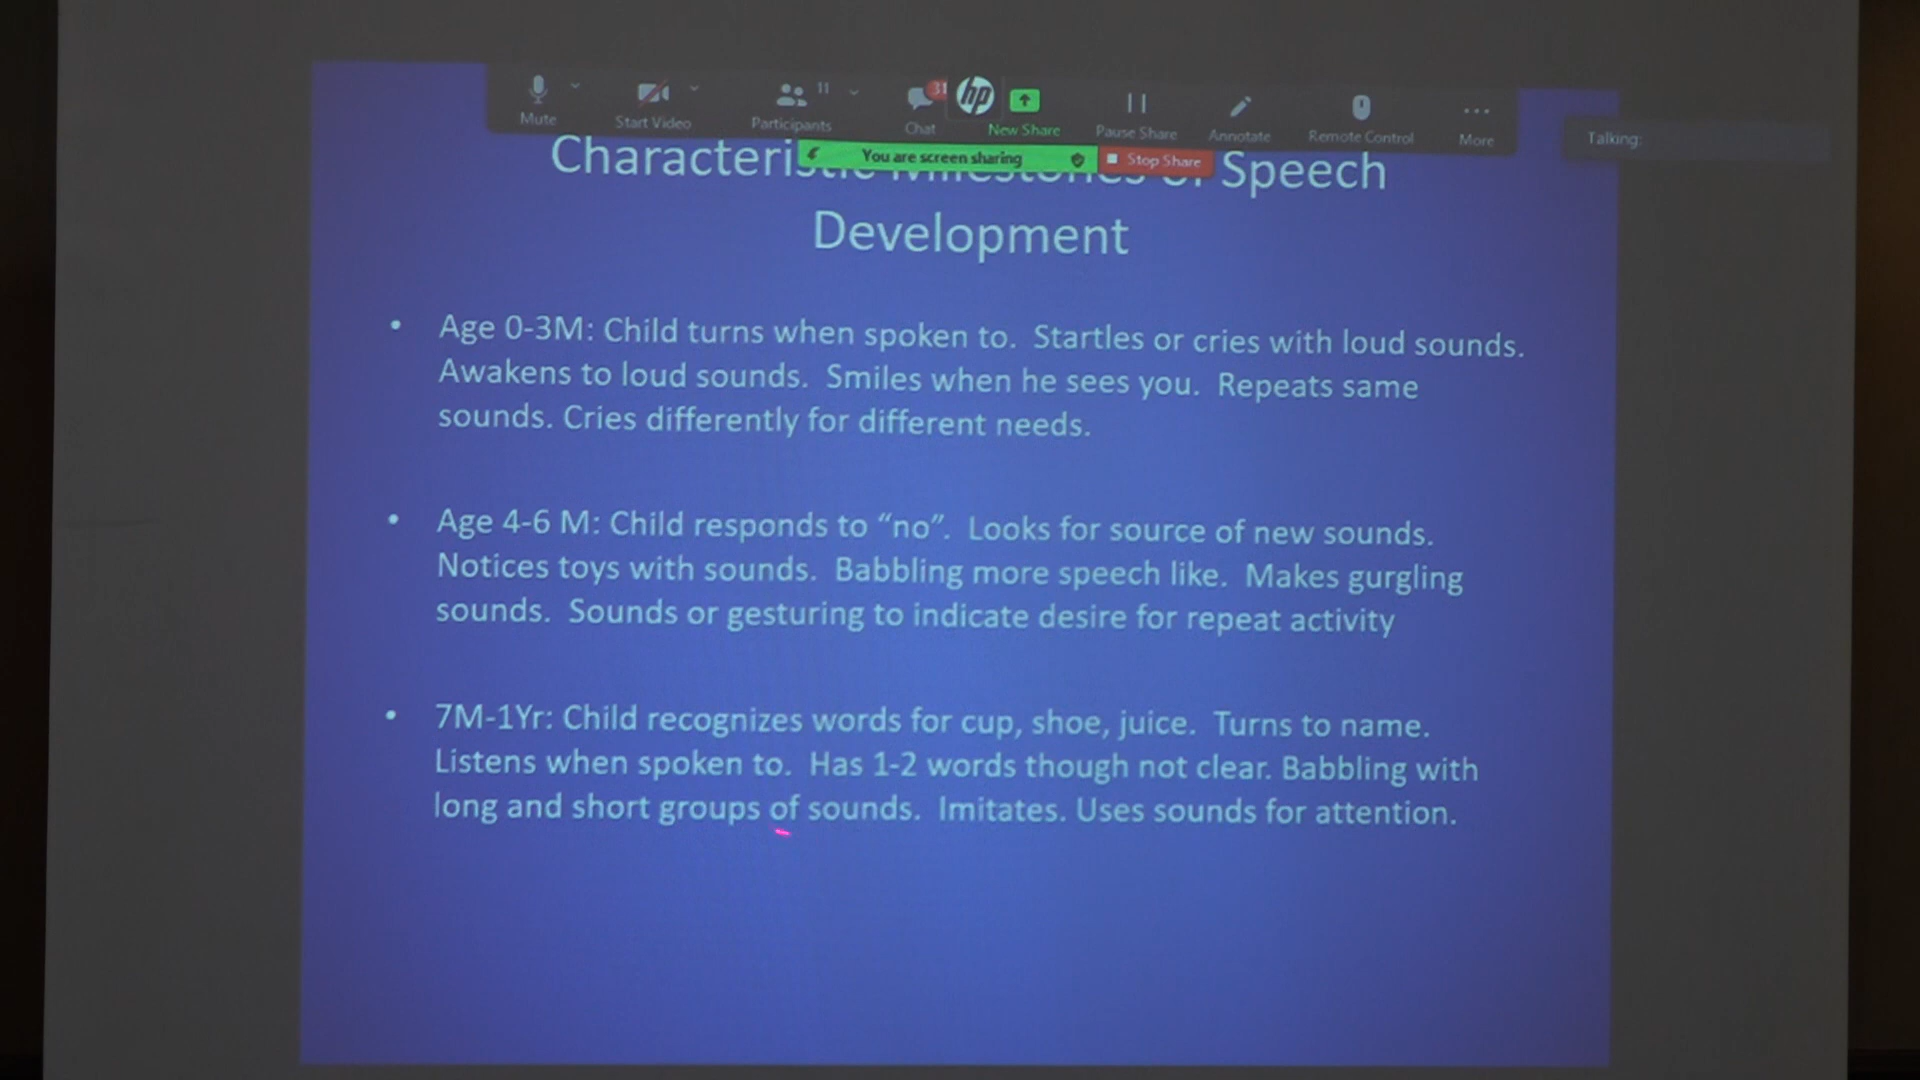 Mute
Start Video
11
Participants
31
Chat
hp
New Share
Pause Share
Annotate
Remote Control
More
Talking:
You are screen sharing
Stop Share
Characteristic Milestones of Speech
Development
• Age 0-3M: Child turns when spoken to. Startles or cries with loud sounds.
Awakens to loud sounds. Smiles when he sees you. Repeats same
sounds. Cries differently for different needs.
• Age 4-6 M: Child responds to “no”. Looks for source of new sounds.
Notices toys with sounds. Babbling more speech like. Makes gurgling
sounds. Sounds or gesturing to indicate desire for repeat activity
• 7M-1Yr: Child recognizes words for cup, shoe, juice. Turns to name.
Listens when spoken to. Has 1-2 words though not clear. Babbling with
long and short groups of sounds. Imitates. Uses sounds for attention.